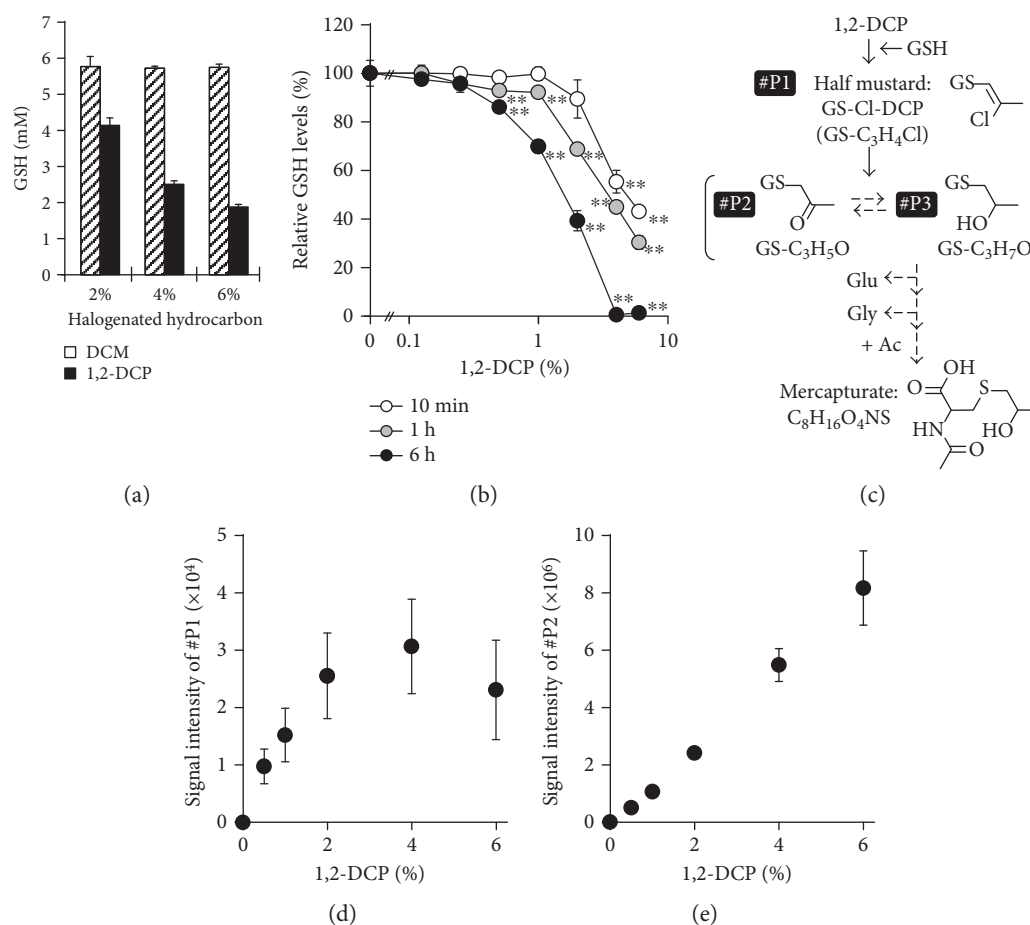 7
6
5
4
3
2
1
0
GSH (mM)
2%
4%
6%
Halogenated hydrocarbon
DCM
1,2-DCP
(a)
120
100
80
60
40
20
0
Relative GSH levels (%)
**
**
**
**
**
**
**
**
**
**
**
**
**
0
0.1
1
10
1,2-DCP (%)
10 min
1 h
6 h
(b)
1,2-DCP
GSH
#P1
Half mustard:
GS-Cl-DCP
(GS-C3H4Cl)
GS
Cl
#P2
GS
O
GS-C3H5O
#P3
GS
HO
GS-C3H7O
Glu
Gly
+ Ac
Mercapturate:
C8H16O4NS
OH
O
S
HN
HO
O
(c)
5
4
3
2
1
0
Signal intensity of #P1 (×10⁴)
0
2
4
6
1,2-DCP (%)
(d)
10
8
6
4
2
0
Signal intensity of #P2 (×10⁶)
0
2
4
6
1,2-DCP (%)
(e)